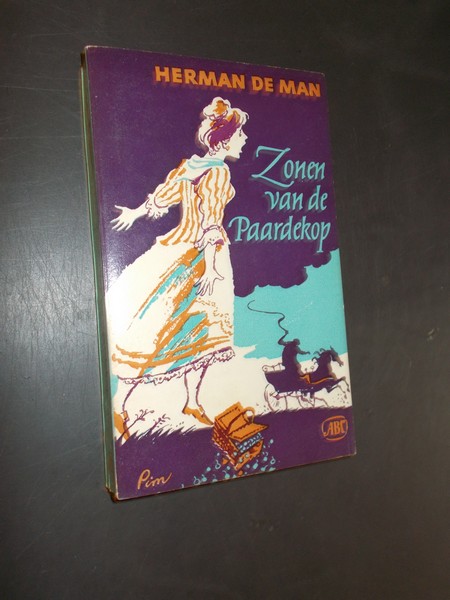 HERMAN DE MAN
Zonen
van de
Paardekop
ABC
Pim